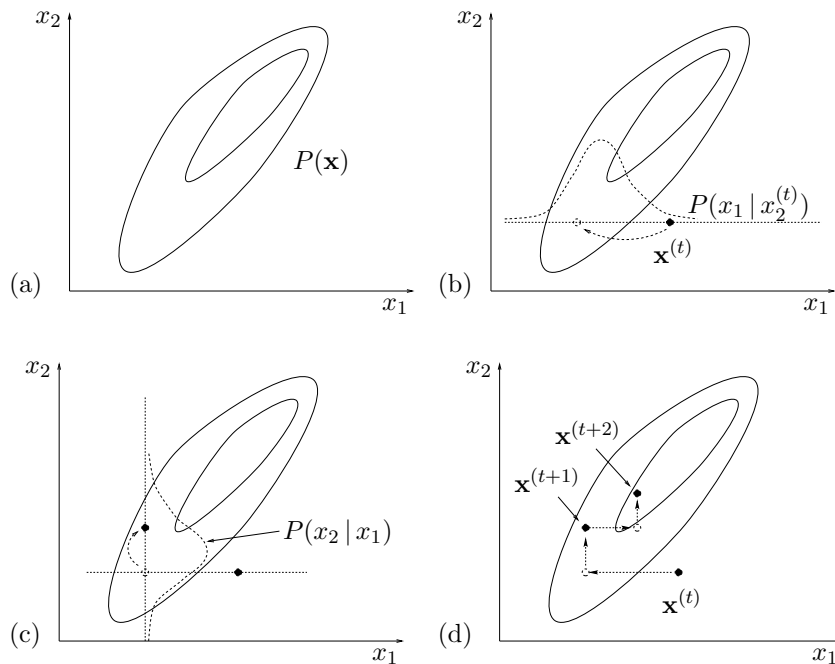 x₂
P(x)
(a)
x₁
x₂
P(x₁ | x₂⁽ᵗ⁾)
x⁽ᵗ⁾
(b)
x₁
x₂
P(x₂ | x₁)
(c)
x₁
x₂
x⁽ᵗ⁺²⁾
x⁽ᵗ⁺¹⁾
x⁽ᵗ⁾
(d)
x₁